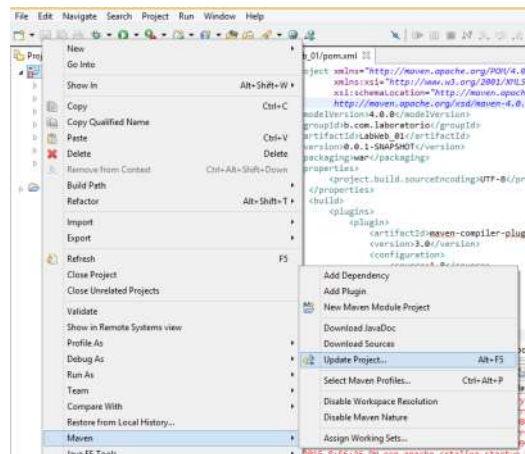 File Edit Navigate Search Project Run Window Help
Proj
_01/pom.xml
New
Go Into
Show In Alt+Shift+W
Copy Ctrl+C
Copy Qualified Name
Paste Ctrl+V
Delete Delete
Remove from Context Ctrl+Alt+Shift+Down
Build Path
Refactor Alt+Shift+T
Import
Export
Refresh F5
Close Project
Close Unrelated Projects
Validate
Show in Remote Systems view
Profile As
Debug As
Run As
Team
Compare With
Restore from Local History...
Maven
Java EE Tools
oject xmlns="http://maven.apache.org/POM/4.0
xmlns:xsi="http://www.w3.org/2001/XMLS
xsi:schemaLocation="http://maven.apach
http://maven.apache.org/xsd/maven-4.0.
modelVersion>4.0.0</modelVersion>
groupId>b.com.laboratorio</groupId>
artifactId>LabWeb_01</artifactId>
version>0.0.1-SNAPSHOT</version>
packaging>war</packaging>
properties>
<project.build.sourceEncoding>UTF-8</pr
</properties>
<build>
<plugins>
<plugin>
<artifactId>maven-compiler-plug
<version>3.0</version>
<configuration>
Add Dependency
Add Plugin
New Maven Module Project
Download JavaDoc
Download Sources
Update Project... Alt+F5
Select Maven Profiles... Ctrl+Alt+P
Disable Workspace Resolution
Disable Maven Nature
Assign Working Sets...